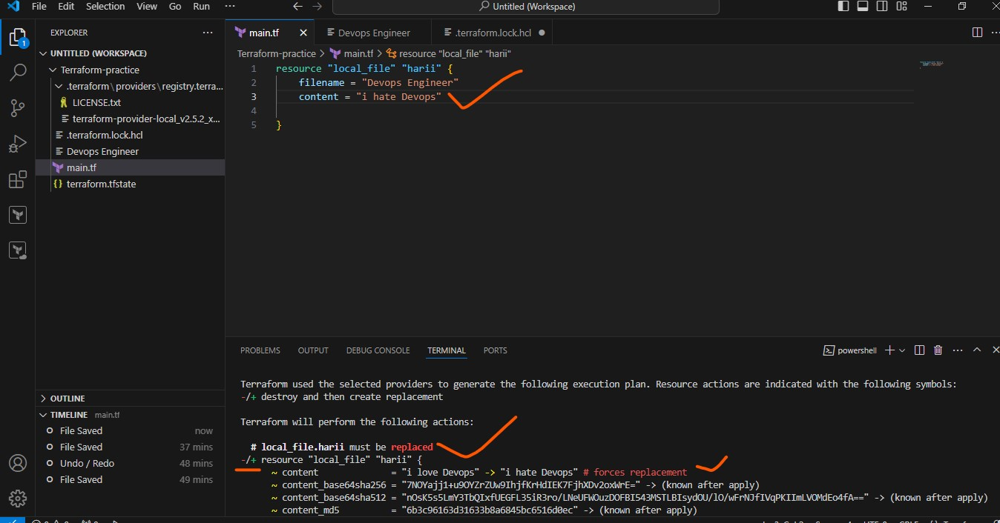 File Edit Selection View Go Run ··· Untitled (Workspace)
EXPLORER ···
UNTITLED (WORKSPACE)
Terraform-practice
.terraform\providers\registry.terra...
LICENSE.txt
terraform-provider-local_v2.5.2_x...
.terraform.lock.hcl
Devops Engineer
main.tf
terraform.tfstate
OUTLINE
TIMELINE main.tf
File Saved now
File Saved 37 mins
Undo / Redo 48 mins
File Saved 49 mins
1
main.tf Devops Engineer .terraform.lock.hcl ···
Terraform-practice > main.tf > resource "local_file" "harii"
1 resource "local_file" "harii" {
2 filename = "Devops Engineer"
3 content = "i hate Devops"
4
5 }
PROBLEMS OUTPUT DEBUG CONSOLE TERMINAL PORTS powershell ···
Terraform used the selected providers to generate the following execution plan. Resource actions are indicated with the following symbols:
-/+ destroy and then create replacement
Terraform will perform the following actions:
# local_file.harii must be replaced
-/+ resource "local_file" "harii" {
~ content = "i love Devops" -> "i hate Devops" # forces replacement
~ content_base64sha256 = "7NOYajj1+u9OYZrZUw9IhjfKrHdIEK7FjhXDv2oxWrE=" -> (known after apply)
~ content_base64sha512 = "nOsK5s5LmY3TbQIxfUEGFL35iR3ro/LNeUFWOuzDOFBI543MSTLBIsydOU/lO/wFrNJfIVqPKIImLVOMdEo4fA==" -> (known after apply)
~ content_md5 = "6b3c96163d31633b8a6845bc6516d0ec" -> (known after apply)